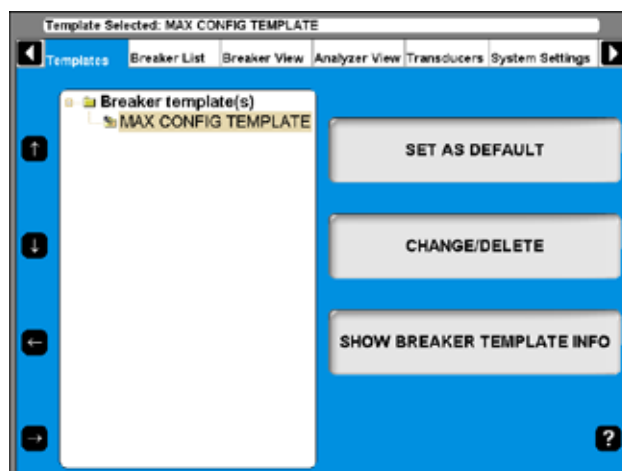 Template Selected: MAX CONFIG TEMPLATE
Templates Breaker List Breaker View Analyzer View Transducers System Settings
Breaker template(s)
MAX CONFIG TEMPLATE
SET AS DEFAULT
CHANGE/DELETE
SHOW BREAKER TEMPLATE INFO
?